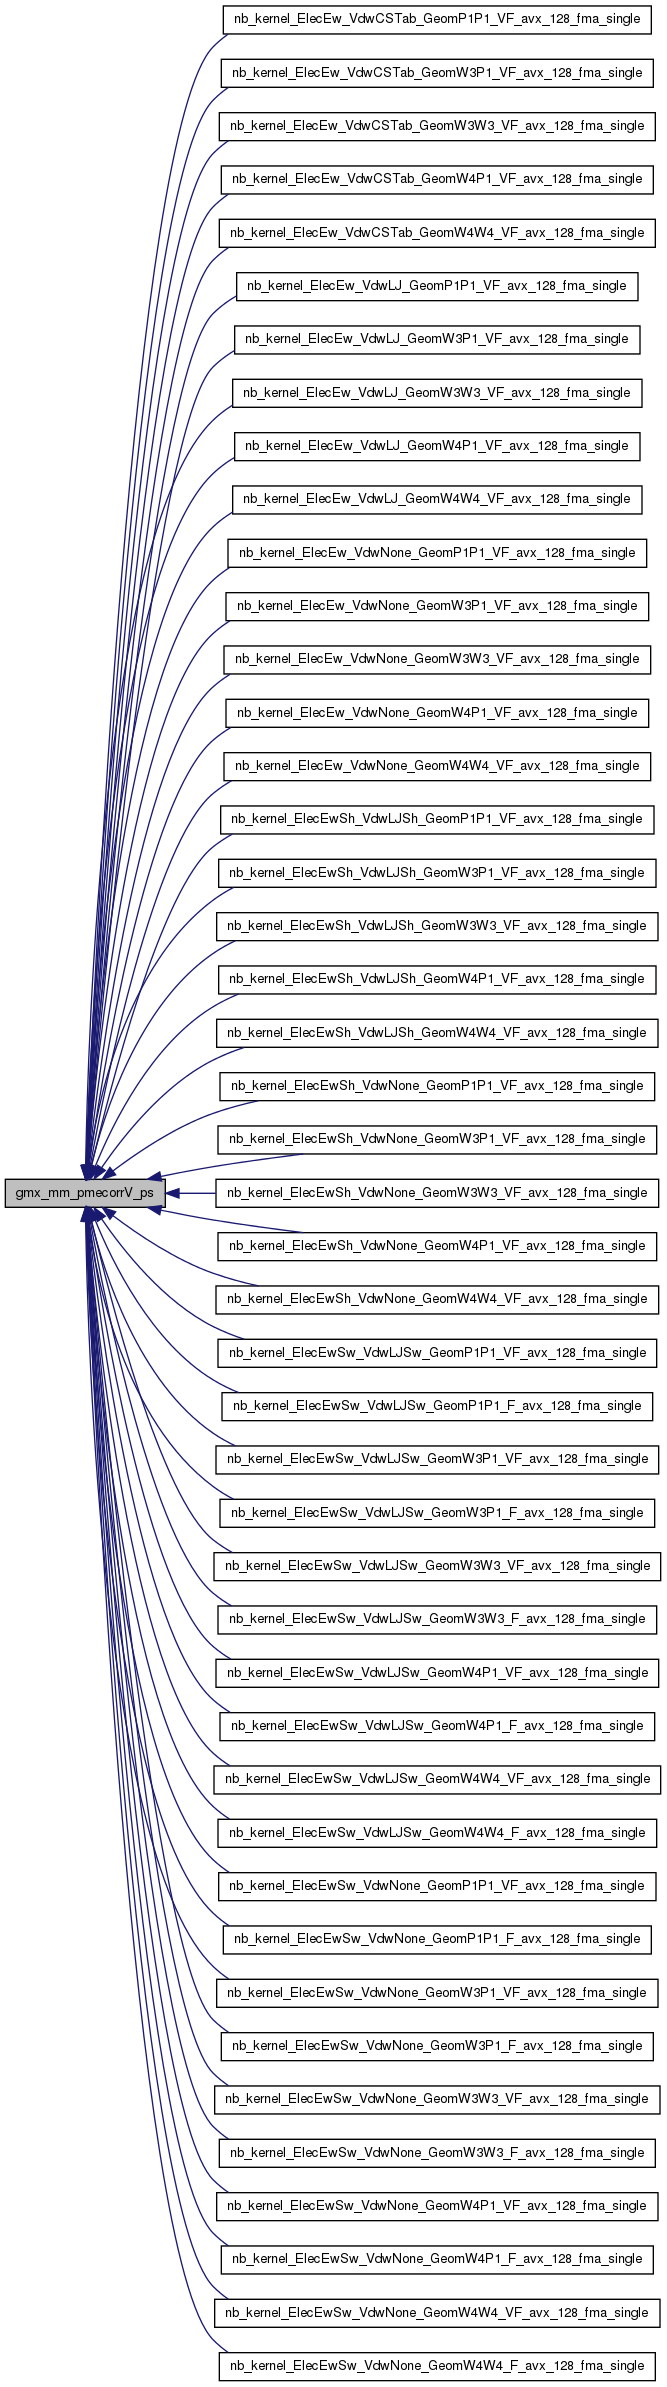 nb_kernel_ElecEw_VdwCSTab_GeomP1P1_VF_avx_128_fma_single
nb_kernel_ElecEw_VdwCSTab_GeomW3P1_VF_avx_128_fma_single
nb_kernel_ElecEw_VdwCSTab_GeomW3W3_VF_avx_128_fma_single
nb_kernel_ElecEw_VdwCSTab_GeomW4P1_VF_avx_128_fma_single
nb_kernel_ElecEw_VdwCSTab_GeomW4W4_VF_avx_128_fma_single
nb_kernel_ElecEw_VdwLJ_GeomP1P1_VF_avx_128_fma_single
nb_kernel_ElecEw_VdwLJ_GeomW3P1_VF_avx_128_fma_single
nb_kernel_ElecEw_VdwLJ_GeomW3W3_VF_avx_128_fma_single
nb_kernel_ElecEw_VdwLJ_GeomW4P1_VF_avx_128_fma_single
nb_kernel_ElecEw_VdwLJ_GeomW4W4_VF_avx_128_fma_single
nb_kernel_ElecEw_VdwNone_GeomP1P1_VF_avx_128_fma_single
nb_kernel_ElecEw_VdwNone_GeomW3P1_VF_avx_128_fma_single
nb_kernel_ElecEw_VdwNone_GeomW3W3_VF_avx_128_fma_single
nb_kernel_ElecEw_VdwNone_GeomW4P1_VF_avx_128_fma_single
nb_kernel_ElecEw_VdwNone_GeomW4W4_VF_avx_128_fma_single
nb_kernel_ElecEwSh_VdwLJSh_GeomP1P1_VF_avx_128_fma_single
nb_kernel_ElecEwSh_VdwLJSh_GeomW3P1_VF_avx_128_fma_single
nb_kernel_ElecEwSh_VdwLJSh_GeomW3W3_VF_avx_128_fma_single
nb_kernel_ElecEwSh_VdwLJSh_GeomW4P1_VF_avx_128_fma_single
nb_kernel_ElecEwSh_VdwLJSh_GeomW4W4_VF_avx_128_fma_single
nb_kernel_ElecEwSh_VdwNone_GeomP1P1_VF_avx_128_fma_single
nb_kernel_ElecEwSh_VdwNone_GeomW3P1_VF_avx_128_fma_single
gmx_mm_pmecorrV_ps
nb_kernel_ElecEwSh_VdwNone_GeomW3W3_VF_avx_128_fma_single
nb_kernel_ElecEwSh_VdwNone_GeomW4P1_VF_avx_128_fma_single
nb_kernel_ElecEwSh_VdwNone_GeomW4W4_VF_avx_128_fma_single
nb_kernel_ElecEwSw_VdwLJSw_GeomP1P1_VF_avx_128_fma_single
nb_kernel_ElecEwSw_VdwLJSw_GeomP1P1_F_avx_128_fma_single
nb_kernel_ElecEwSw_VdwLJSw_GeomW3P1_VF_avx_128_fma_single
nb_kernel_ElecEwSw_VdwLJSw_GeomW3P1_F_avx_128_fma_single
nb_kernel_ElecEwSw_VdwLJSw_GeomW3W3_VF_avx_128_fma_single
nb_kernel_ElecEwSw_VdwLJSw_GeomW3W3_F_avx_128_fma_single
nb_kernel_ElecEwSw_VdwLJSw_GeomW4P1_VF_avx_128_fma_single
nb_kernel_ElecEwSw_VdwLJSw_GeomW4P1_F_avx_128_fma_single
nb_kernel_ElecEwSw_VdwLJSw_GeomW4W4_VF_avx_128_fma_single
nb_kernel_ElecEwSw_VdwLJSw_GeomW4W4_F_avx_128_fma_single
nb_kernel_ElecEwSw_VdwNone_GeomP1P1_VF_avx_128_fma_single
nb_kernel_ElecEwSw_VdwNone_GeomP1P1_F_avx_128_fma_single
nb_kernel_ElecEwSw_VdwNone_GeomW3P1_VF_avx_128_fma_single
nb_kernel_ElecEwSw_VdwNone_GeomW3P1_F_avx_128_fma_single
nb_kernel_ElecEwSw_VdwNone_GeomW3W3_VF_avx_128_fma_single
nb_kernel_ElecEwSw_VdwNone_GeomW3W3_F_avx_128_fma_single
nb_kernel_ElecEwSw_VdwNone_GeomW4P1_VF_avx_128_fma_single
nb_kernel_ElecEwSw_VdwNone_GeomW4P1_F_avx_128_fma_single
nb_kernel_ElecEwSw_VdwNone_GeomW4W4_VF_avx_128_fma_single
nb_kernel_ElecEwSw_VdwNone_GeomW4W4_F_avx_128_fma_single